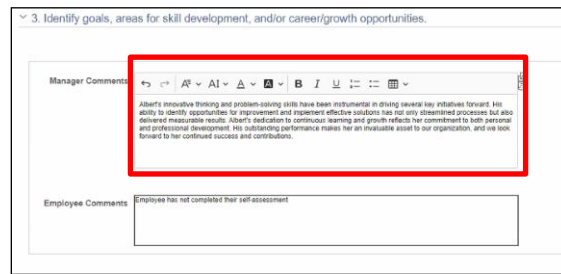 3. Identify goals, areas for skill development, and/or career/growth opportunities.
Manager Comments
Albert's innovative thinking and problem-solving skills have been instrumental in driving several key initiatives forward. His
ability to identify opportunities for improvement and implement effective solutions has not only streamlined processes but also
delivered measurable results. Albert's dedication to continuous learning and growth reflects her commitment to both personal
and professional development. His outstanding performance makes her an invaluable asset to our organization, and we look
forward to her continued success and contributions.
Employee Comments
Employee has not completed their self-assessment